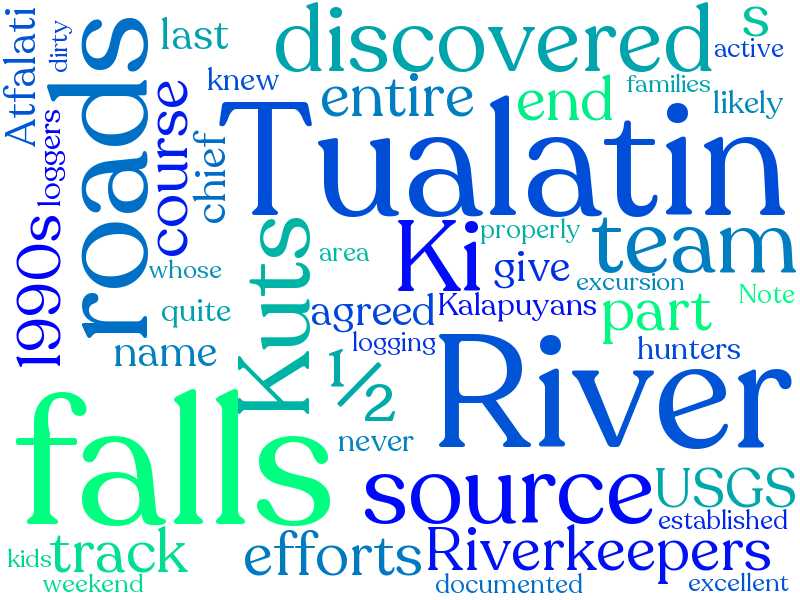 Atfalati
dirty
roads
last
discovered
s
active
knew
entire
end
families
likely
loggers
course
chief
Tualatin
1990s
whose
Kuts
area
Ki
properly
give
team
excursion
quite
agreed
Kalapuyans
part
Note
name
logging
hunters
½
River
falls
never
source
USGS
established
kids
track
efforts
Riverkeepers
weekend
documented
excellent